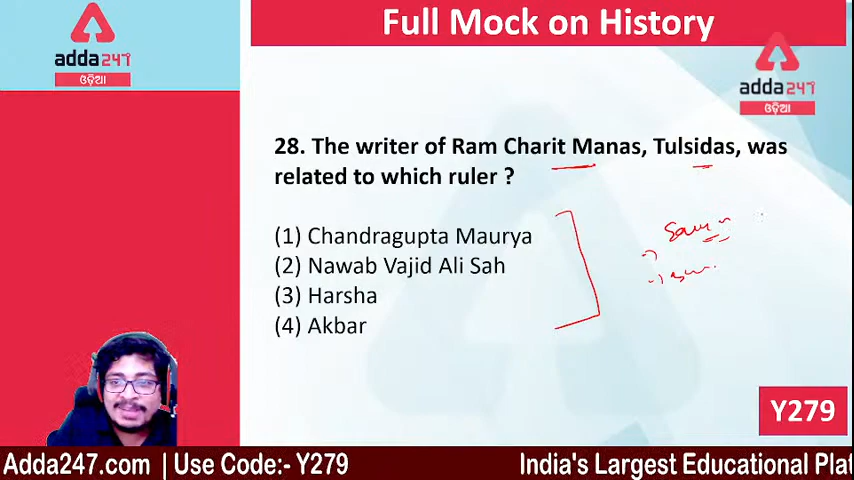 Full Mock on History
adda247
ଓଡ଼ିଆ
adda247
ଓଡ଼ିଆ
28. The writer of Ram Charit Manas, Tulsidas, was
related to which ruler ?
(1) Chandragupta Maurya
(2) Nawab Vajid Ali Sah
(3) Harsha
(4) Akbar
Y279
Adda247.com | Use Code:- Y279
India's Largest Educational Plat